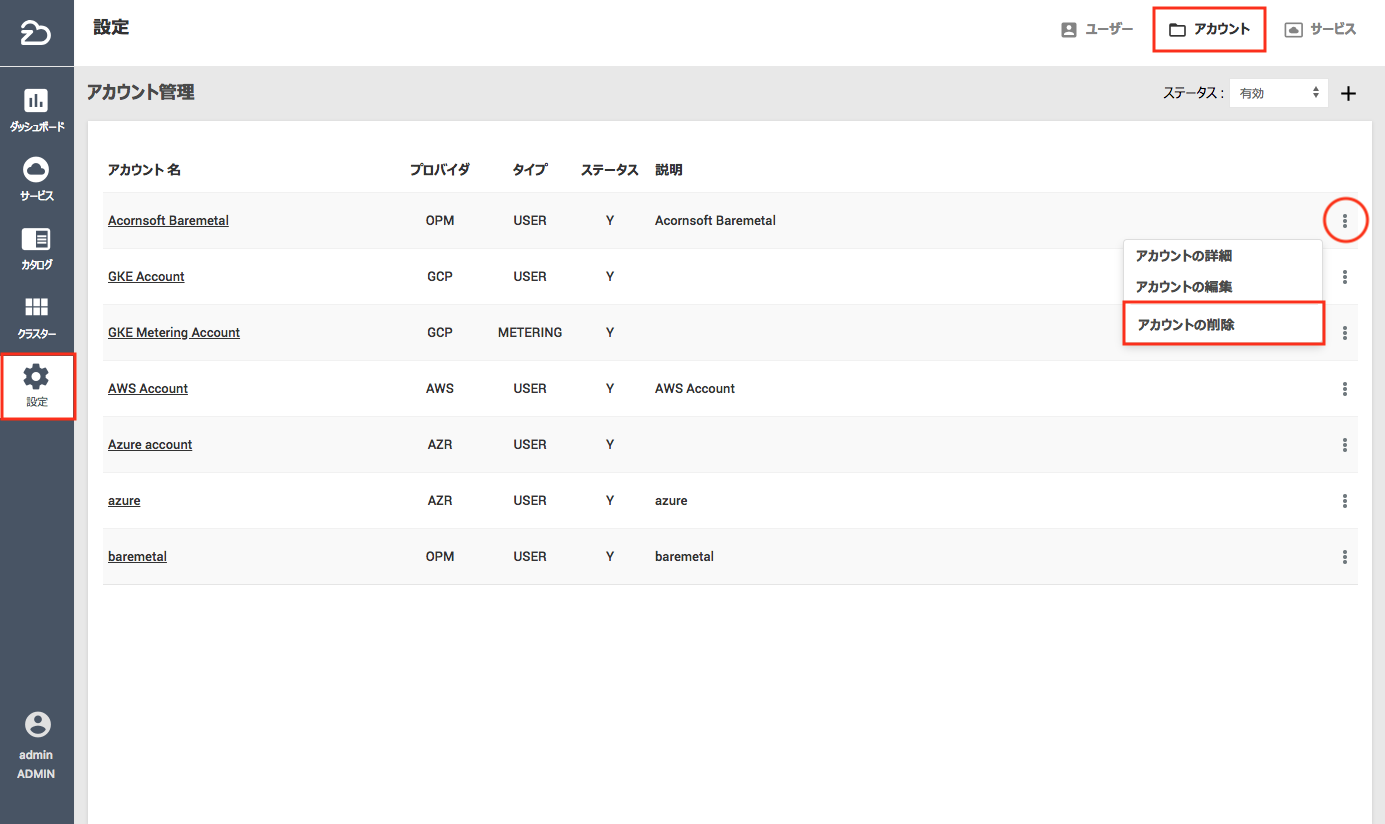 設定
ユーザー
アカウント
サービス
ダッシュボード
サービス
カタログ
クラスター
設定
admin
ADMIN
アカウント管理
ステータス :
有効
アカウント 名 プロバイダ タイプ ステータス 説明
Acornsoft Baremetal OPM USER Y Acornsoft Baremetal
アカウントの詳細
アカウントの編集
アカウントの削除
GKE Account GCP USER Y
GKE Metering Account GCP METERING Y
AWS Account AWS USER Y AWS Account
Azure account AZR USER Y
azure AZR USER Y azure
baremetal OPM USER Y baremetal